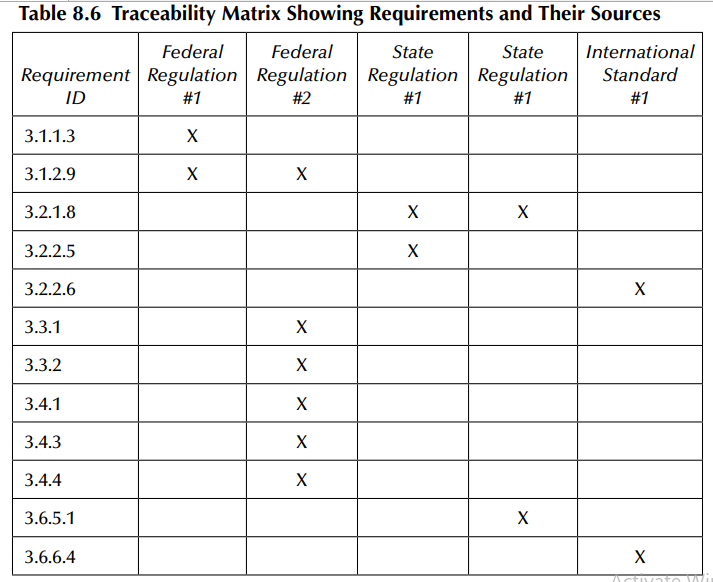 Table 8.6 Traceability Matrix Showing Requirements and Their Sources
Requirement ID Federal Regulation #1 Federal Regulation #2 State Regulation #1 State Regulation #1 International Standard #1
3.1.1.3 X
3.1.2.9 X X
3.2.1.8 X X
3.2.2.5 X
3.2.2.6 X
3.3.1 X
3.3.2 X
3.4.1 X
3.4.3 X
3.4.4 X
3.6.5.1 X
3.6.6.4 X